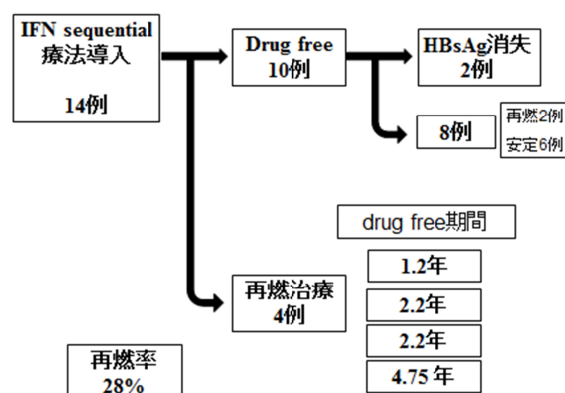 IFN sequential
療法導入
14例
Drug free
10例
HBsAg消失
2例
8例
再燃2例
安定6例
drug free期間
1.2年
2.2年
2.2年
4.75 年
再燃治療
4例
再燃率
28%